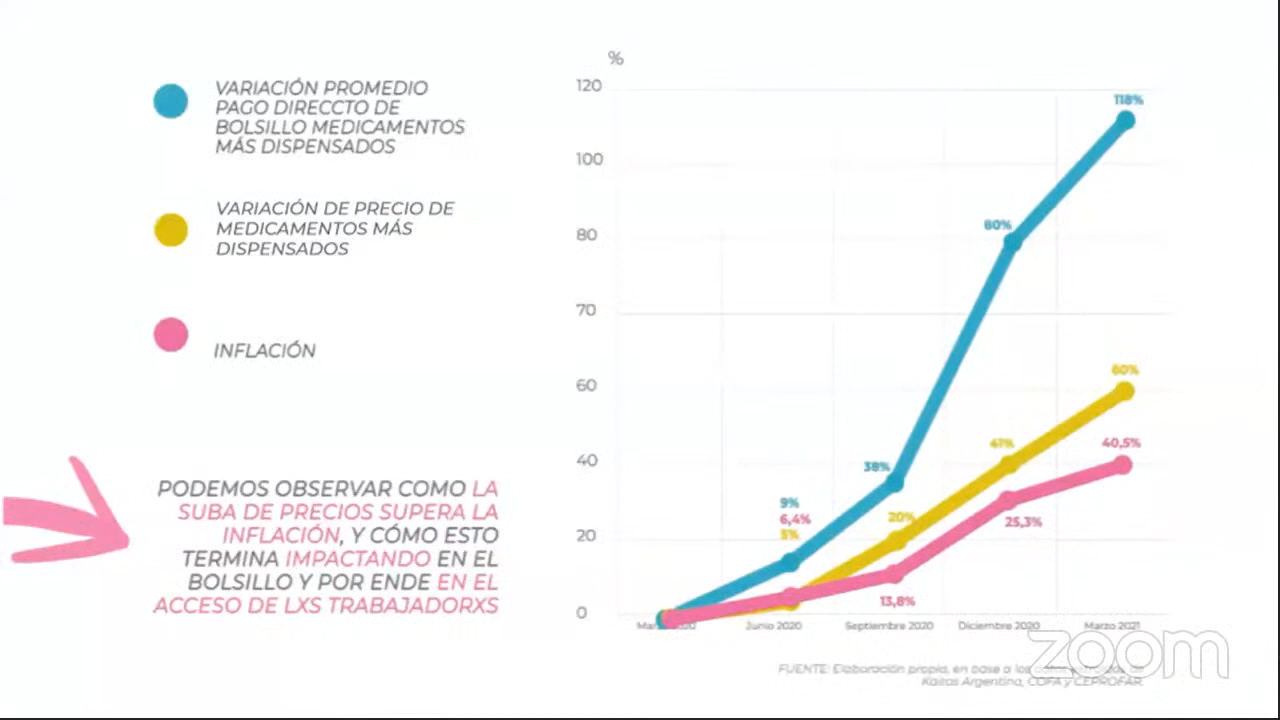 VARIACIÓN PROMEDIO
PAGO DIRECCTO DE
BOLSILLO MEDICAMENTOS
MÁS DISPENSADOS
VARIACIÓN DE PRECIO DE
MEDICAMENTOS MÁS
DISPENSADOS
INFLACIÓN
PODEMOS OBSERVAR COMO LA
SUBA DE PRECIOS SUPERA LA
INFLACIÓN, Y CÓMO ESTO
TERMINA IMPACTANDO EN EL
BOLSILLO Y POR ENDE EN EL
ACCESO DE LXS TRABAJADORXS
%
120
100
80
70
60
40
20
0
118%
80%
60%
41%
40,5%
38%
9%
6,4%
5%
20%
25,3%
13,8%
Junio 2020
Septiembre 2020
Diciembre 2020
Marzo 2021
FUENTE: Elaboración propia, en base a los
Kairos Argentina, COFA y CEPROFAR.
zoom